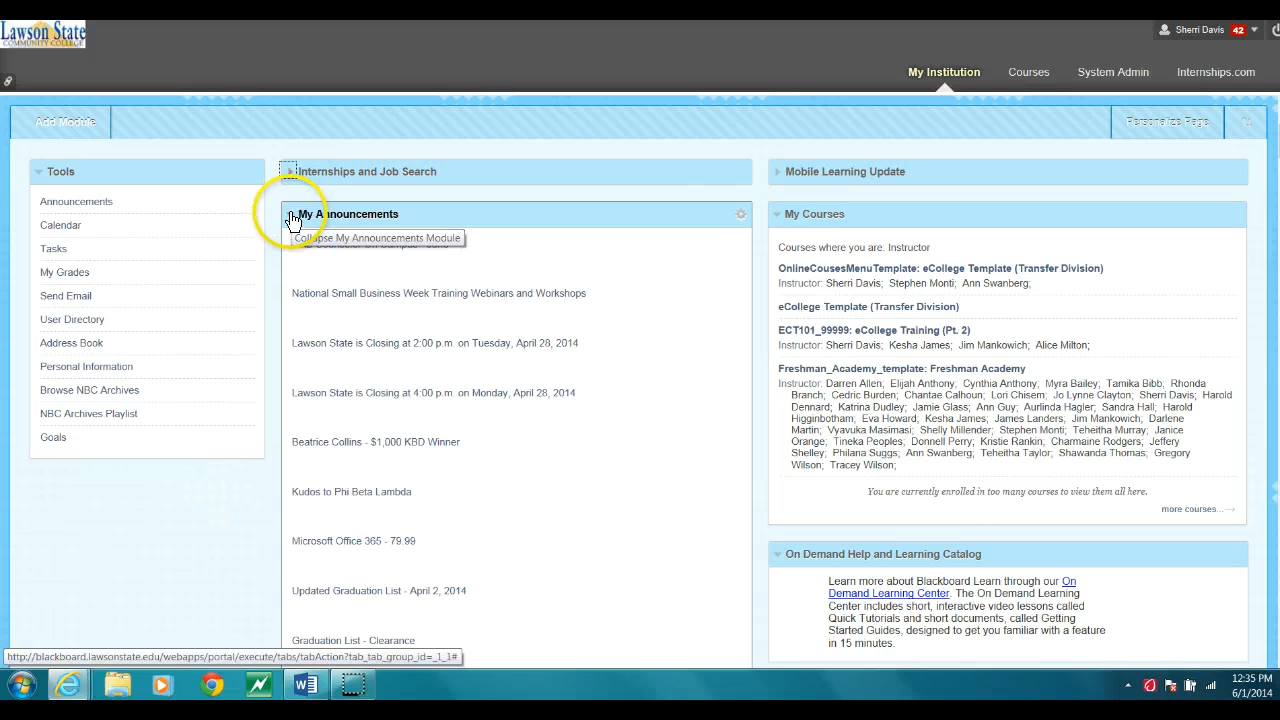 Lawson State
COMMUNITY COLLEGE
Sherri Davis 42
My Institution Courses System Admin Internships.com
Add Module
Personalize Page
Tools
Announcements
Calendar
Tasks
My Grades
Send Email
User Directory
Address Book
Personal Information
Browse NBC Archives
NBC Archives Playlist
Goals
Internships and Job Search
My Announcements
Collapse My Announcements Module
National Small Business Week Training Webinars and Workshops
Lawson State is Closing at 2:00 p.m. on Tuesday, April 28, 2014
Lawson State is Closing at 4:00 p.m. on Monday, April 28, 2014
Beatrice Collins - $1,000 KBD Winner
Kudos to Phi Beta Lambda
Microsoft Office 365 - 79.99
Updated Graduation List - April 2, 2014
Graduation List - Clearance
Mobile Learning Update
My Courses
Courses where you are: Instructor
OnlineCousesMenuTemplate: eCollege Template (Transfer Division)
Instructor: Sherri Davis; Stephen Monti; Ann Swanberg;
eCollege Template (Transfer Division)
ECT101_99999: eCollege Training (Pt. 2)
Instructor: Sherri Davis; Kesha James; Jim Mankowich; Alice Milton;
Freshman_Academy_template: Freshman Academy
Instructor: Darren Allen; Elijah Anthony; Cynthia Anthony; Myra Bailey; Tamika Bibb; Rhonda
Branch; Cedric Burden; Chantae Calhoun; Lori Chisem; Jo Lynne Clayton; Sherri Davis; Harold
Dennard; Katrina Dudley; Jamie Glass; Ann Guy; Aurlinda Hagler; Sandra Hall; Harold
Higginbotham; Eva Howard; Kesha James; James Landers; Jim Mankowich; Darlene
Martin; Vyavuka Masimasi; Shelly Millender; Stephen Monti; Teheitha Murray; Janice
Orange; Tineka Peoples; Donnell Perry; Kristie Rankin; Charmaine Rodgers; Jeffery
Shelley; Philana Suggs; Ann Swanberg; Teheitha Taylor; Shawanda Thomas; Gregory
Wilson; Tracey Wilson;
You are currently enrolled in too many courses to view them all here.
more courses...
On Demand Help and Learning Catalog
Learn more about Blackboard Learn through our On
Demand Learning Center. The On Demand Learning
Center includes short, interactive video lessons called
Quick Tutorials and short documents, called Getting
Started Guides, designed to get you familiar with a feature
in 15 minutes.
http://blackboard.lawsonstate.edu/webapps/portal/execute/tabs/tabAction?tab_tab_group_id=_1_1#
12:35 PM
6/1/2014